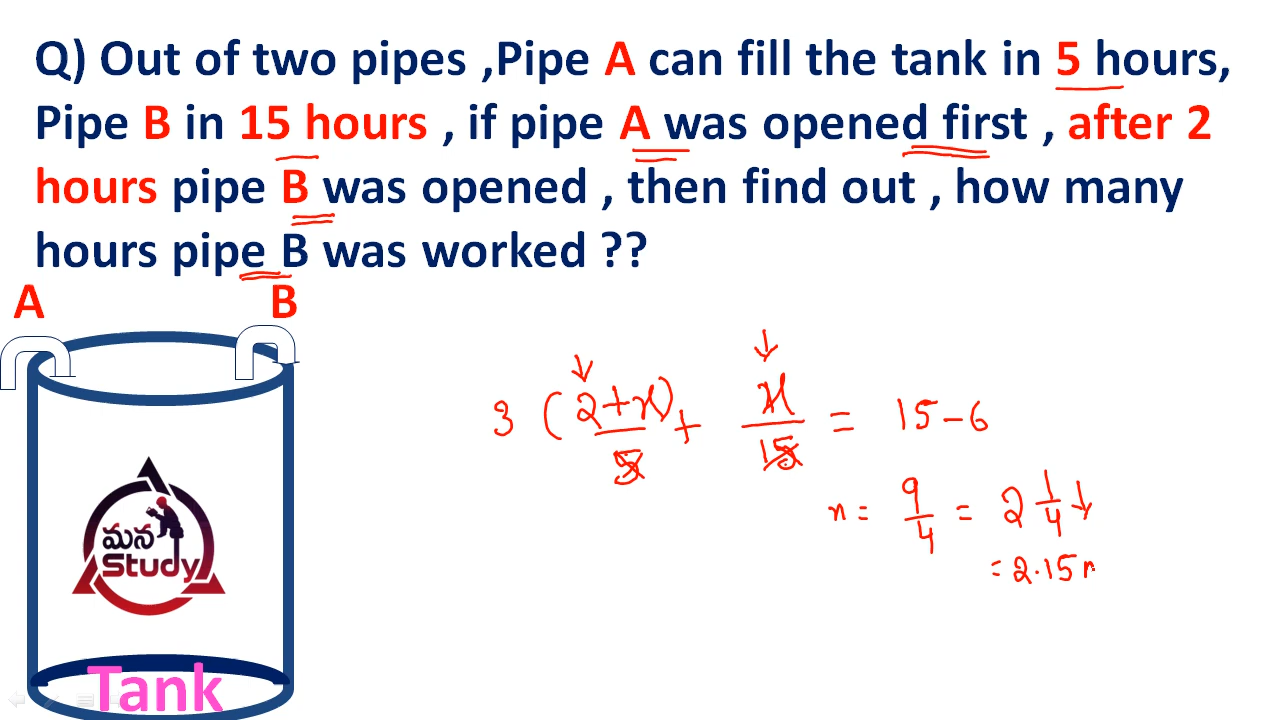 Q) Out of two pipes ,Pipe A can fill the tank in 5 hours,
Pipe B in 15 hours , if pipe A was opened first , after 2
hours pipe B was opened , then find out , how many
hours pipe B was worked ??
A B
3 (2+x)/5 + x/15 = 15-6
x = 9/4 = 2 1/4
= 2.15
మన
Study
Tank